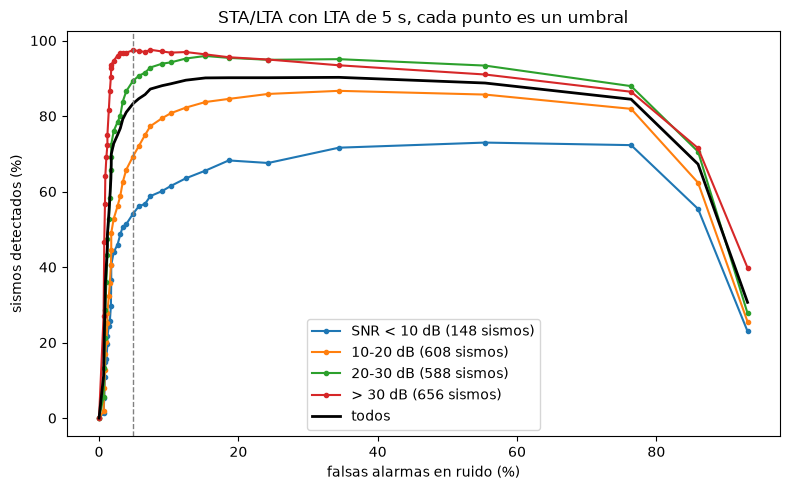 STA/LTA con LTA de 5 s, cada punto es un umbral
sismos detectados (%)
100
80
60
40
20
0
SNR < 10 dB (148 sismos)
10-20 dB (608 sismos)
20-30 dB (588 sismos)
> 30 dB (656 sismos)
todos
0 20 40 60 80
falsas alarmas en ruido (%)